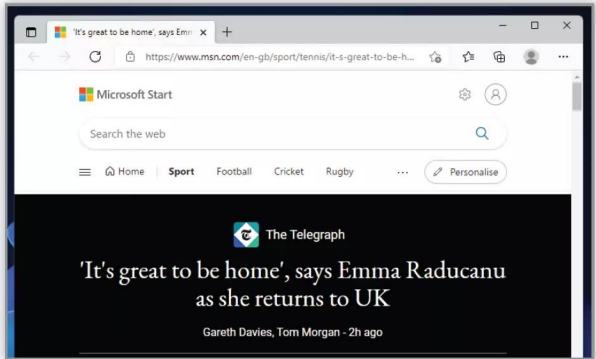 'It's great to be home', says Emm
https://www.msn.com/en-gb/sport/tennis/it-s-great-to-be-h...
Microsoft Start
Search the web
Home Sport Football Cricket Rugby ... Personalise
The Telegraph
'It's great to be home', says Emma Raducanu
as she returns to UK
Gareth Davies, Tom Morgan - 2h ago